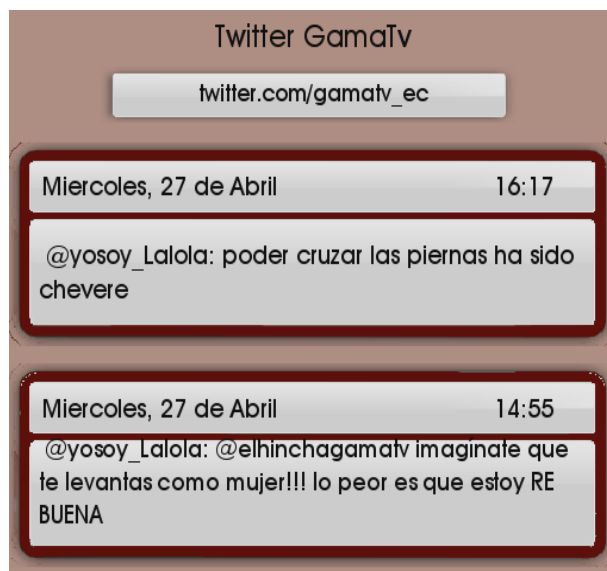 Twitter GamaTv
twitter.com/gamatv_ec
Miercoles, 27 de Abril 16:17
@yosoy_Lalola: poder cruzar las piernas ha sido
chevere
Miercoles, 27 de Abril 14:55
@yosoy_Lalola: @elhinchagamatv imagínate que
te levantas como mujer!!! lo peor es que estoy RE
BUENA